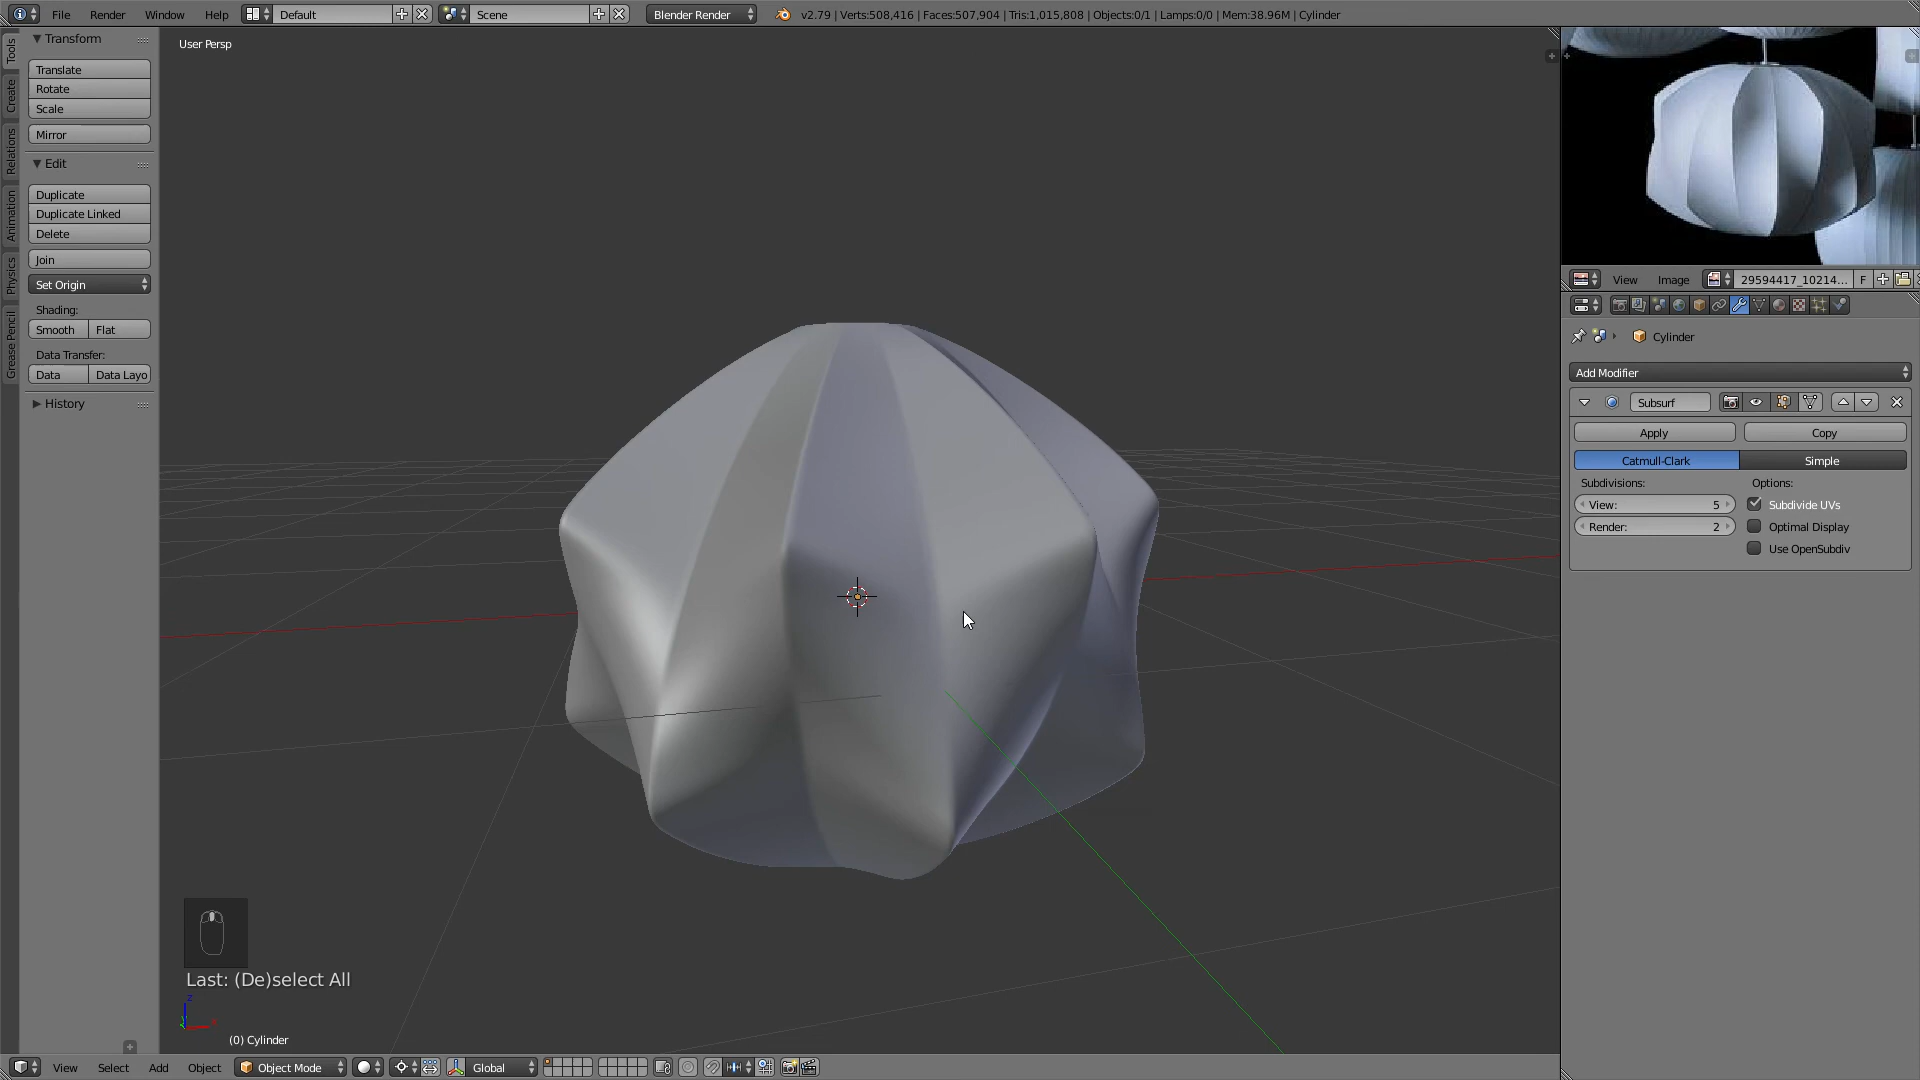 File Render Window Help Default Scene Blender Render v2.79 | Verts:508,416 | Faces:507,904 | Tris:1,015,808 | Objects:0/1 | Lamps:0/0 | Mem:38.96M | Cylinder
Tools
Create
Relations
Animation
Physics
Grease Pencil
Transform
Translate
Rotate
Scale
Mirror
Edit
Duplicate
Duplicate Linked
Delete
Join
Set Origin
Shading:
Smooth Flat
Data Transfer:
Data Data Layo
History
User Persp
Last: (De)select All
z
(0) Cylinder
View Select Add Object Object Mode Global
View Image 29594417_10214... F
Cylinder
Add Modifier
Subsurf
Apply Copy
Catmull-Clark Simple
Subdivisions: Options:
View: 5 Subdivide UVs
Render: 2 Optimal Display
Use OpenSubdiv